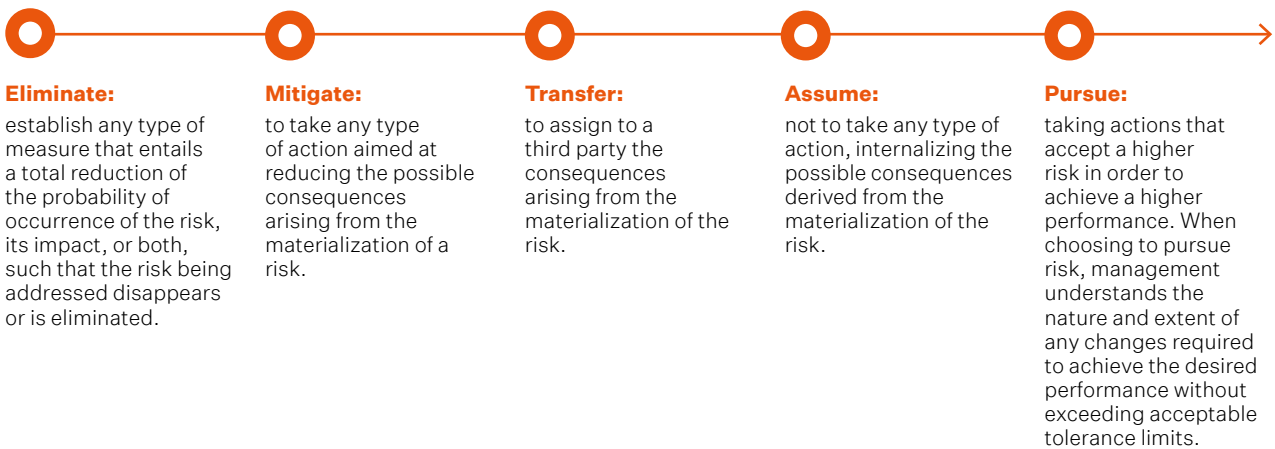 Eliminate:
establish any type of
measure that entails
a total reduction of
the probability of
occurrence of the risk,
its impact, or both,
such that the risk being
addressed disappears
or is eliminated.
Mitigate:
to take any type
of action aimed at
reducing the possible
consequences
arising from the
materialization of a
risk.
Transfer:
to assign to a
third party the
consequences
arising from the
materialization of the
risk.
Assume:
not to take any type of
action, internalizing the
possible consequences
derived from the
materialization of the
risk.
Pursue:
taking actions that
accept a higher
risk in order to
achieve a higher
performance. When
choosing to pursue
risk, management
understands the
nature and extent of
any changes required
to achieve the desired
performance without
exceeding acceptable
tolerance limits.